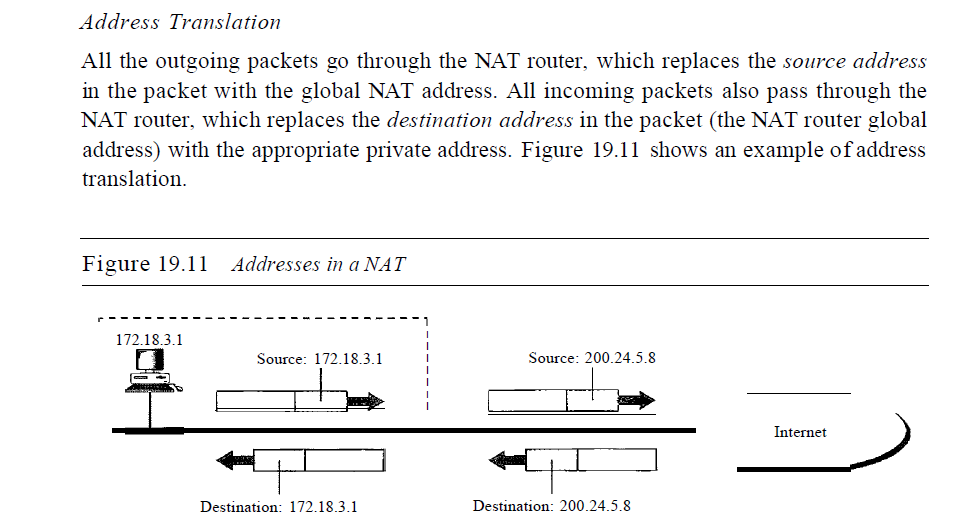 Address Translation
All the outgoing packets go through the NAT router, which replaces the source address
in the packet with the global NAT address. All incoming packets also pass through the
NAT router, which replaces the destination address in the packet (the NAT router global
address) with the appropriate private address. Figure 19.11 shows an example of address
translation.
Figure 19.11 Addresses in a NAT
172.18.3.1
Source: 172.18.3.1
Source: 200.24.5.8
Internet
Destination: 172.18.3.1
Destination: 200.24.5.8